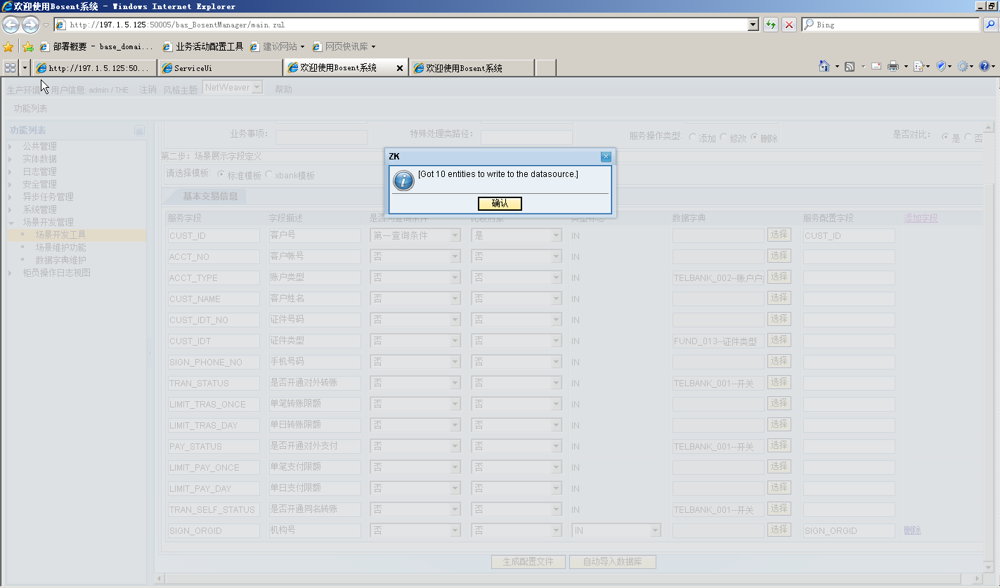 欢迎使用Bosent系统 - Windows Internet Explorer
http://197.1.5.125:50005/bas_BosentManager/main.zul
Bing
部署概要 - base_domai... 业务活动配置工具 建议网站 网页快讯库
http://197.1.5.125:50... ServiceUi 欢迎使用Bosent系统 欢迎使用Bosent系统
生产环境 用户信息: admin / THE 注销 风格主题 NetWeaver 帮助
功能列表
功能列表
公共管理
实体数据
日志管理
安全管理
异步任务管理
系统管理
场景开发管理
场景开发工具
场景维护功能
数据字典维护
柜员操作日志视图
业务事项: 特殊处理类路径: 服务操作类型: 添加 修改 删除 是否对比: 是 否
第二步: 场景展示字段定义
请选择模板: 标准模板 xbank模板
ZK
[Got 10 entities to write to the datasource.]
确认
基本交易信息
服务字段 字段描述 是否为查询条件 比较对象 类型标志 数据字典 服务配置字段 添加字段
CUST_ID 客户号 第一查询条件 是 IN 选择 CUST_ID
ACCT_NO 客户帐号 否 否 IN 选择
ACCT_TYPE 账户类型 否 否 IN TELBANK_002--账户户 选择
CUST_NAME 客户姓名 否 否 IN 选择
CUST_IDT_NO 证件号码 否 否 IN 选择
CUST_IDT 证件类型 否 否 IN FUND_013--证件类型 选择
SIGN_PHONE_NO 手机号码 否 否 IN 选择
TRAN_STATUS 是否开通对外转账 否 否 IN TELBANK_001--开关 选择
LIMIT_TRAS_ONCE 单笔转账限额 否 否 IN 选择
LIMIT_TRAS_DAY 单日转账限额 否 否 IN 选择
PAY_STATUS 是否开通对外支付 否 否 IN TELBANK_001--开关 选择
LIMIT_PAY_ONCE 单笔支付限额 否 否 IN 选择
LIMIT_PAY_DAY 单日支付限额 否 否 IN 选择
TRAN_SELF_STATUS 是否开通同名转账 否 否 IN TELBANK_001--开关 选择
SIGN_ORGID 机构号 否 否 IN 选择 SIGN_ORGID 删除
生成配置文件 自动导入数据库